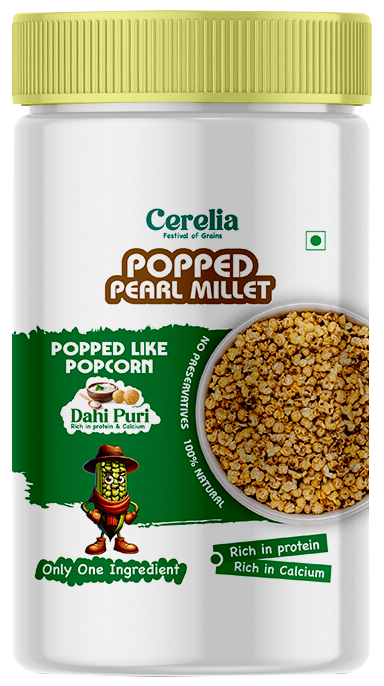 Cerelia
Festival of Grains
POPPED
PEARL MILLET
POPPED LIKE
POPCORN
Dahi Puri
Rich in protein & Calcium
NO PRESERVATIVES 100% NATURAL
Only One Ingredient
Rich in protein
Rich in Calcium